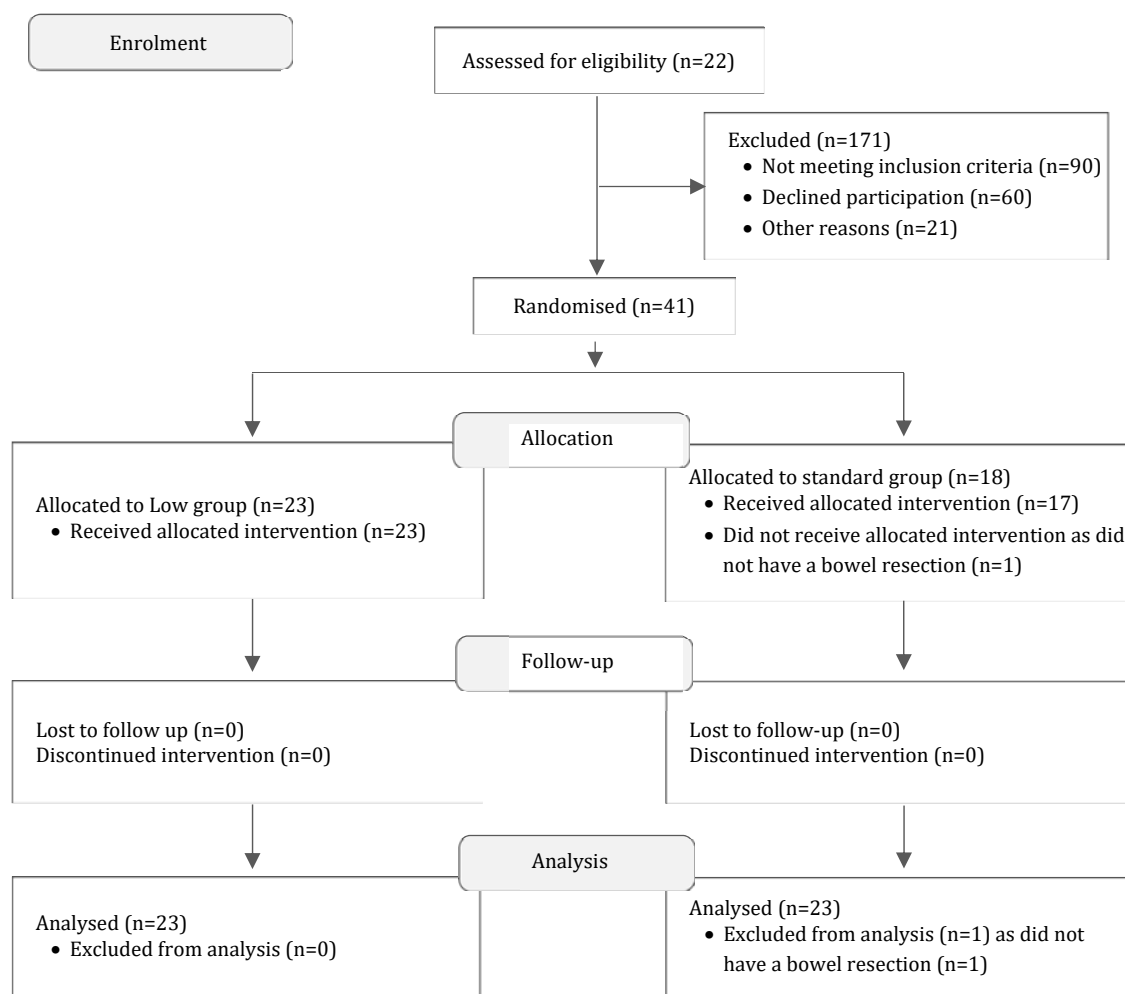 Enrolment
Assessed for eligibility (n=22)
Excluded (n=171)
• Not meeting inclusion criteria (n=90)
• Declined participation (n=60)
• Other reasons (n=21)
Randomised (n=41)
Allocation
Allocated to Low group (n=23)
• Received allocated intervention (n=23)
Allocated to standard group (n=18)
• Received allocated intervention (n=17)
• Did not receive allocated intervention as did
not have a bowel resection (n=1)
Follow-up
Lost to follow up (n=0)
Discontinued intervention (n=0)
Lost to follow-up (n=0)
Discontinued intervention (n=0)
Analysis
Analysed (n=23)
• Excluded from analysis (n=0)
Analysed (n=23)
• Excluded from analysis (n=1) as did not
have a bowel resection (n=1)